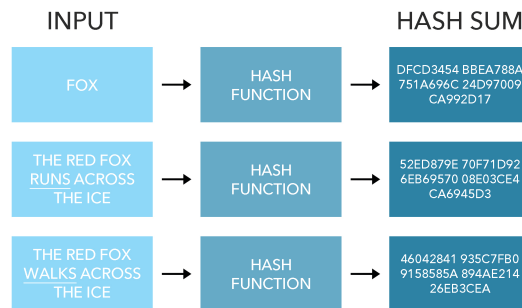 INPUT
HASH SUM
FOX
HASH
FUNCTION
DFCD3454 BBEA788A
751A696C 24D97009
CA992D17
THE RED FOX
RUNS ACROSS
THE ICE
HASH
FUNCTION
52ED879E 70F71D92
6EB69570 08E03CE4
CA6945D3
THE RED FOX
WALKS ACROSS
THE ICE
HASH
FUNCTION
46042841 935C7FB0
9158585A 894AE214
26EB3CEA